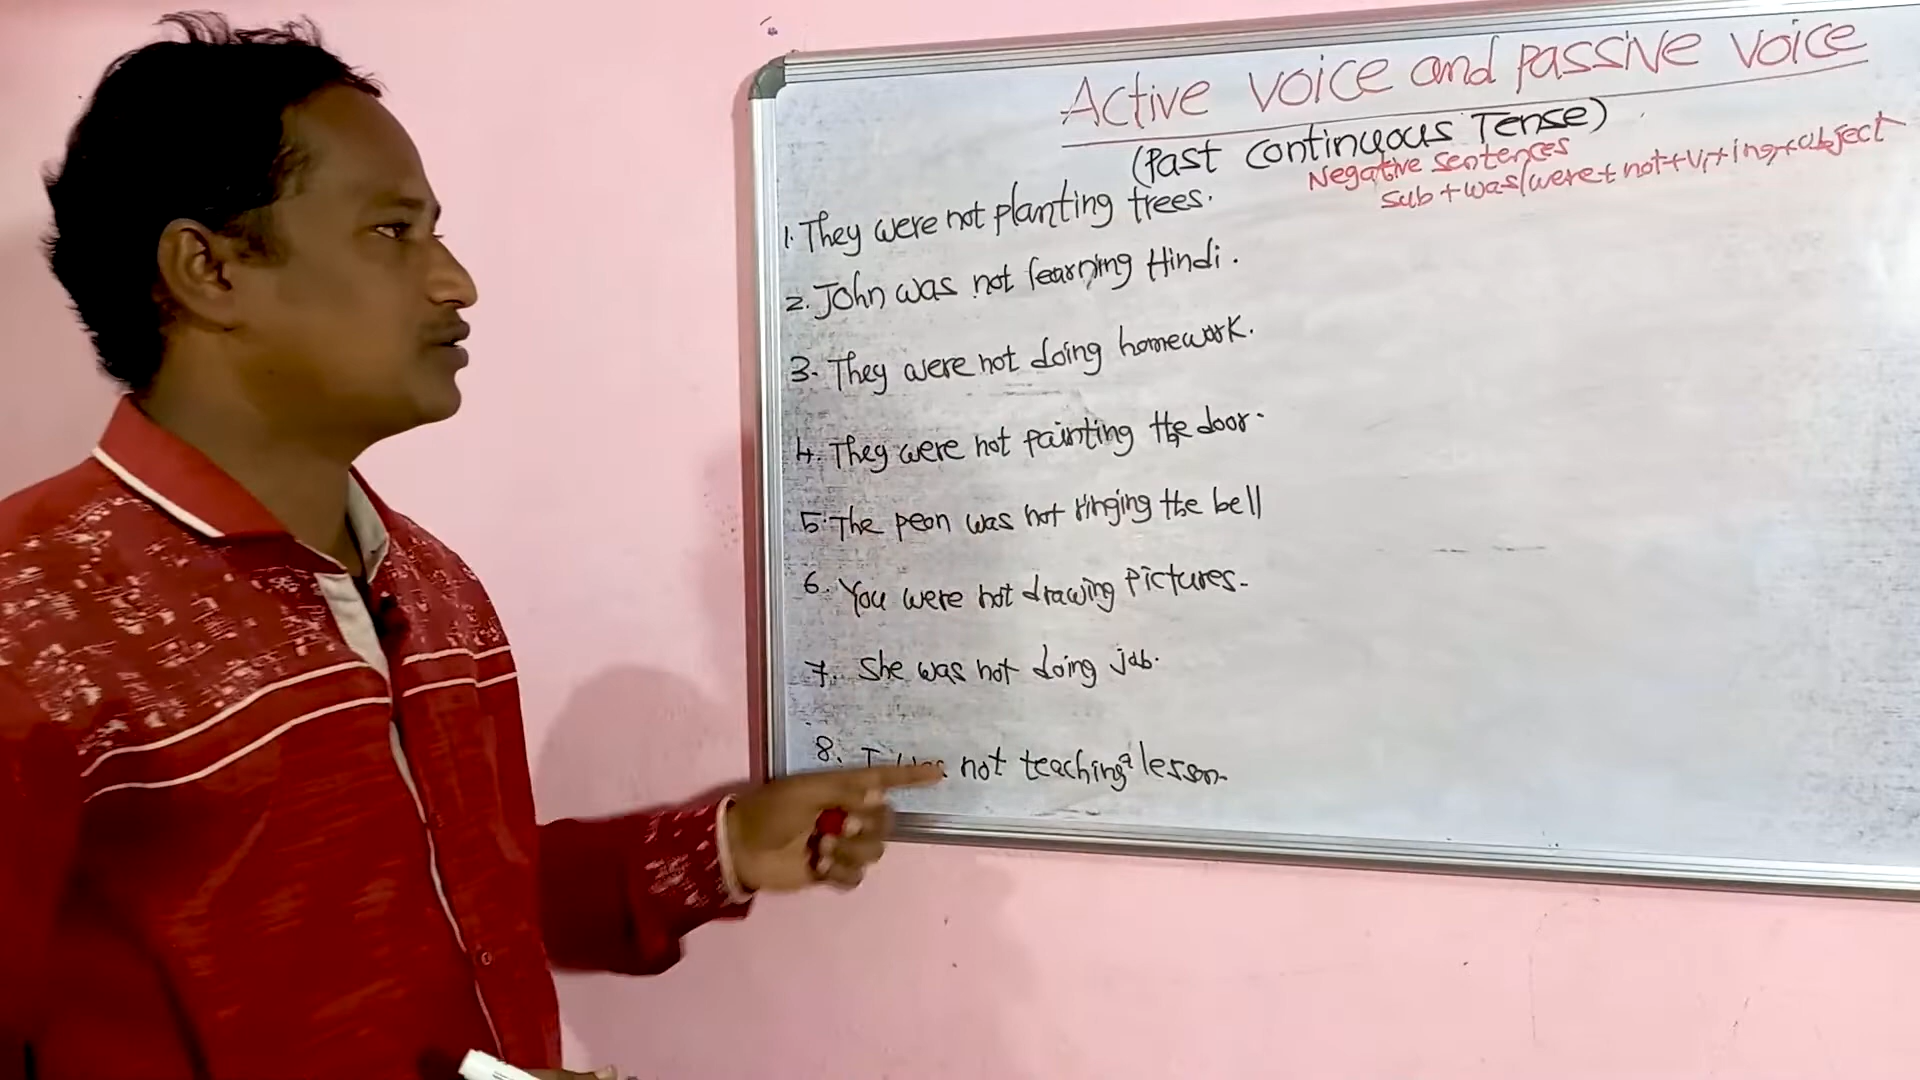 Active voice and passive voice
(Past continuous Tense)
Negative sentences
Sub + was/were + not + V1 + ing + object
1. They were not planting trees.
2. John was not learning Hindi.
3. They were not doing homework.
4. They were not painting the door.
5. The peon was not ringing the bell
6. You were not drawing pictures.
7. She was not doing job.
8. I was not teaching a lesson.